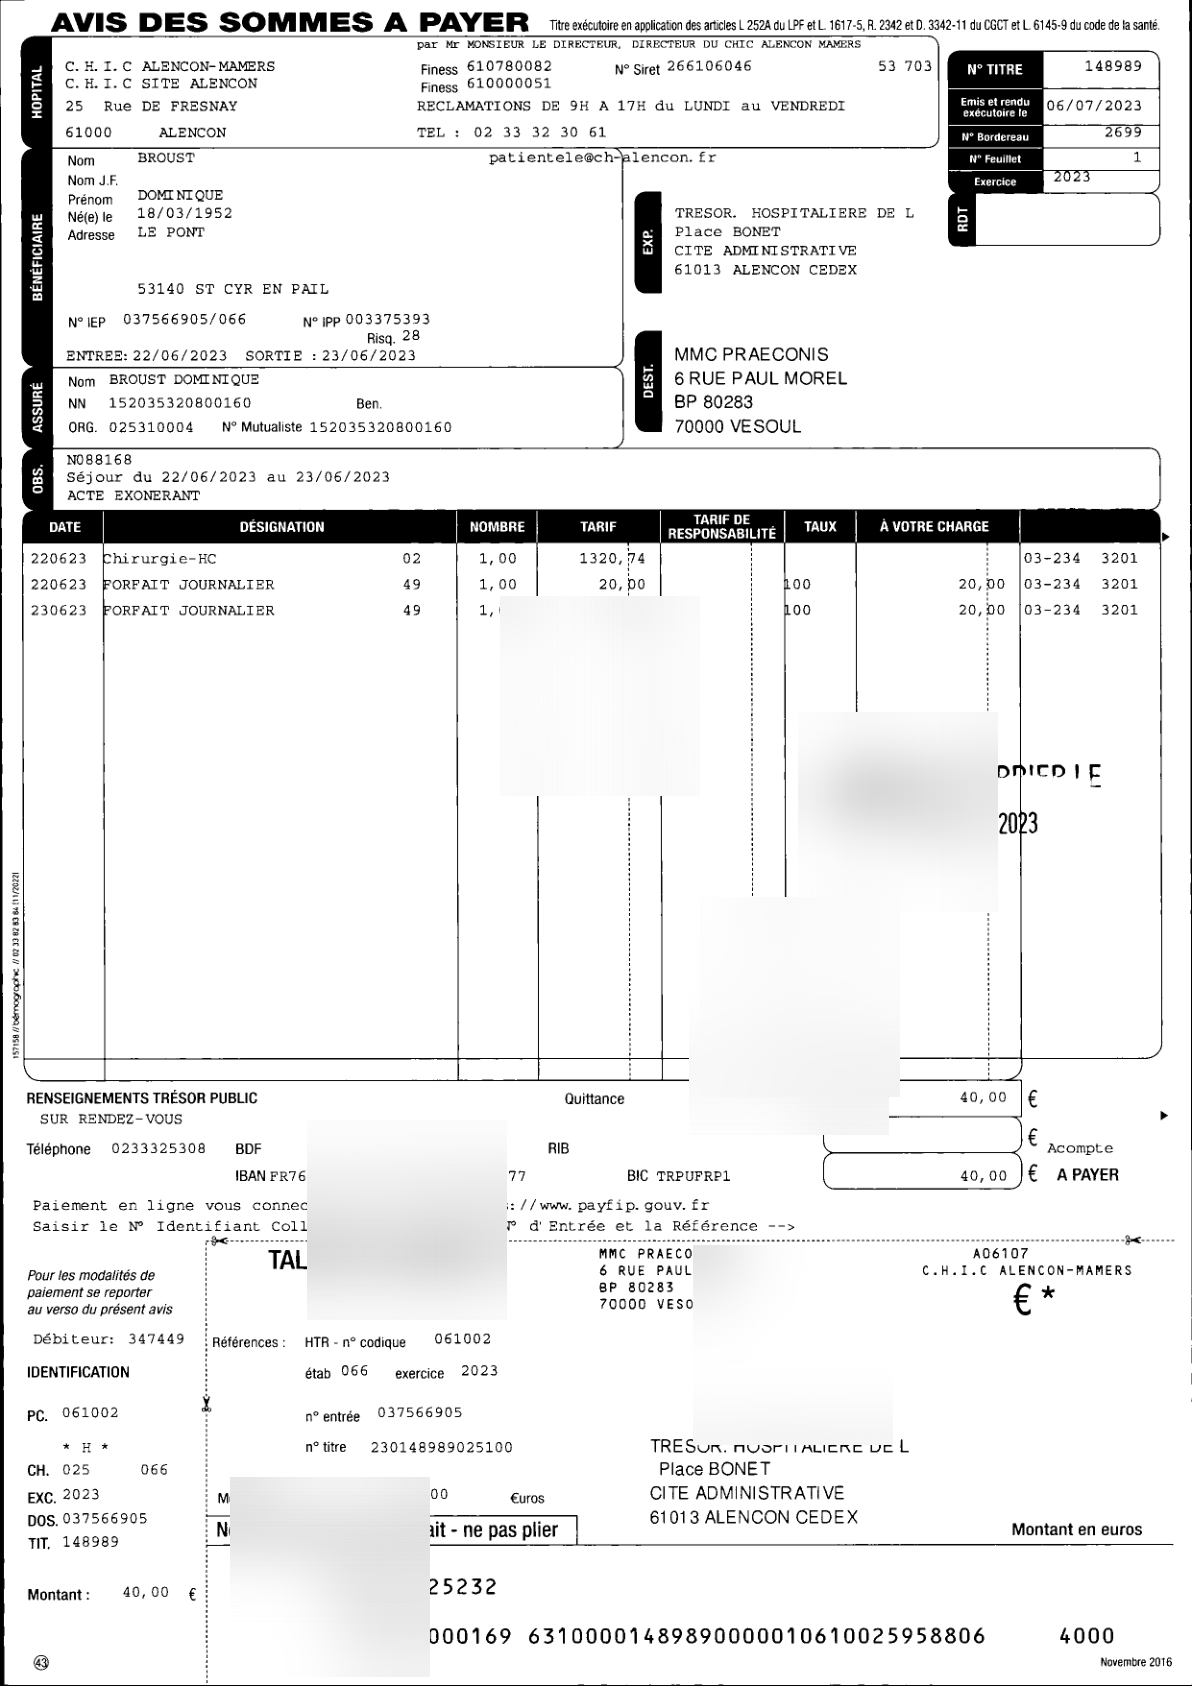 AVIS DES SOMMES A PAYER Titre exécutoire en application des articles L 252A du LPF et L. 1617-5, R. 2342 et D. 3342-11 du CGCT et L. 6145-9 du code de la santé.
par Mr MONSIEUR LE DIRECTEUR, DIRECTEUR DU CHIC ALENCON MAMERS
HOPITAL
C. H. I. C ALENCON-MAMERS Finess 610780082 N° Siret 266106046 53 703
C. H. I. C SITE ALENCON Finess 610000051
25 Rue DE FRESNAY RECLAMATIONS DE 9H A 17H du LUNDI au VENDREDI
61000 ALENCON TEL : 02 33 32 30 61
patientele@ch-alencon.fr
N° TITRE 148989
Emis et rendu exécutoire le 06/07/2023
N° Bordereau 2699
N° Feuillet 1
Exercice 2023
RDT
BÉNÉFICIAIRE
Nom BROUST
Nom J.F.
Prénom DOMINIQUE
Né(e) le 18/03/1952
Adresse LE PONT
53140 ST CYR EN PAIL
N° IEP 037566905/066 N° IPP 003375393
Risq. 28
ENTREE: 22/06/2023 SORTIE : 23/06/2023
EXP.
TRESOR. HOSPITALIERE DE L
Place BONET
CITE ADMINISTRATIVE
61013 ALENCON CEDEX
DEST.
MMC PRAECONIS
6 RUE PAUL MOREL
BP 80283
70000 VESOUL
ASSURÉ
Nom BROUST DOMINIQUE
NN 152035320800160 Ben.
ORG. 025310004 N° Mutualiste 152035320800160
OBS.
N088168
Séjour du 22/06/2023 au 23/06/2023
ACTE EXONERANT
DATE DÉSIGNATION NOMBRE TARIF TARIF DE RESPONSABILITÉ TAUX À VOTRE CHARGE
220623 Chirurgie-HC 02 1,00 1320,74 03-234 3201
220623 FORFAIT JOURNALIER 49 1,00 20,00 100 20,00 03-234 3201
230623 FORFAIT JOURNALIER 49 1, 100 20,00 03-234 3201
2023
157158 // bémographic // 02 33 82 83 84 [11/2022]
RENSEIGNEMENTS TRÉSOR PUBLIC Quittance 40,00 €
SUR RENDEZ-VOUS
€ Acompte
Téléphone 0233325308 BDF RIB
IBAN FR76 77 BIC TRPUFRP1 40,00 € A PAYER
Paiement en ligne vous connec ://www.payfip.gouv.fr
Saisir le N° Identifiant Coll N° d'Entrée et la Référence -->
TAL
MMC PRAECO
6 RUE PAUL
BP 80283
70000 VESO
A06107
C.H.I.C ALENCON-MAMERS
€ *
Pour les modalités de
paiement se reporter
au verso du présent avis
Débiteur: 347449
Références : HTR - n° codique 061002
IDENTIFICATION
étab 066 exercice 2023
PC. 061002
n° entrée 037566905
* H *
n° titre 230148989025100
CH. 025 066
EXC. 2023
DOS. 037566905
TIT. 148989
TRESOR. HOSPITALIERE DE L
Place BONET
CITE ADMINISTRATIVE
61013 ALENCON CEDEX
00 €uros
ait - ne pas plier
Montant en euros
Montant : 40,00 €
25232
000169 631000014898900000106100259588​06 4000
43
Novembre 2016